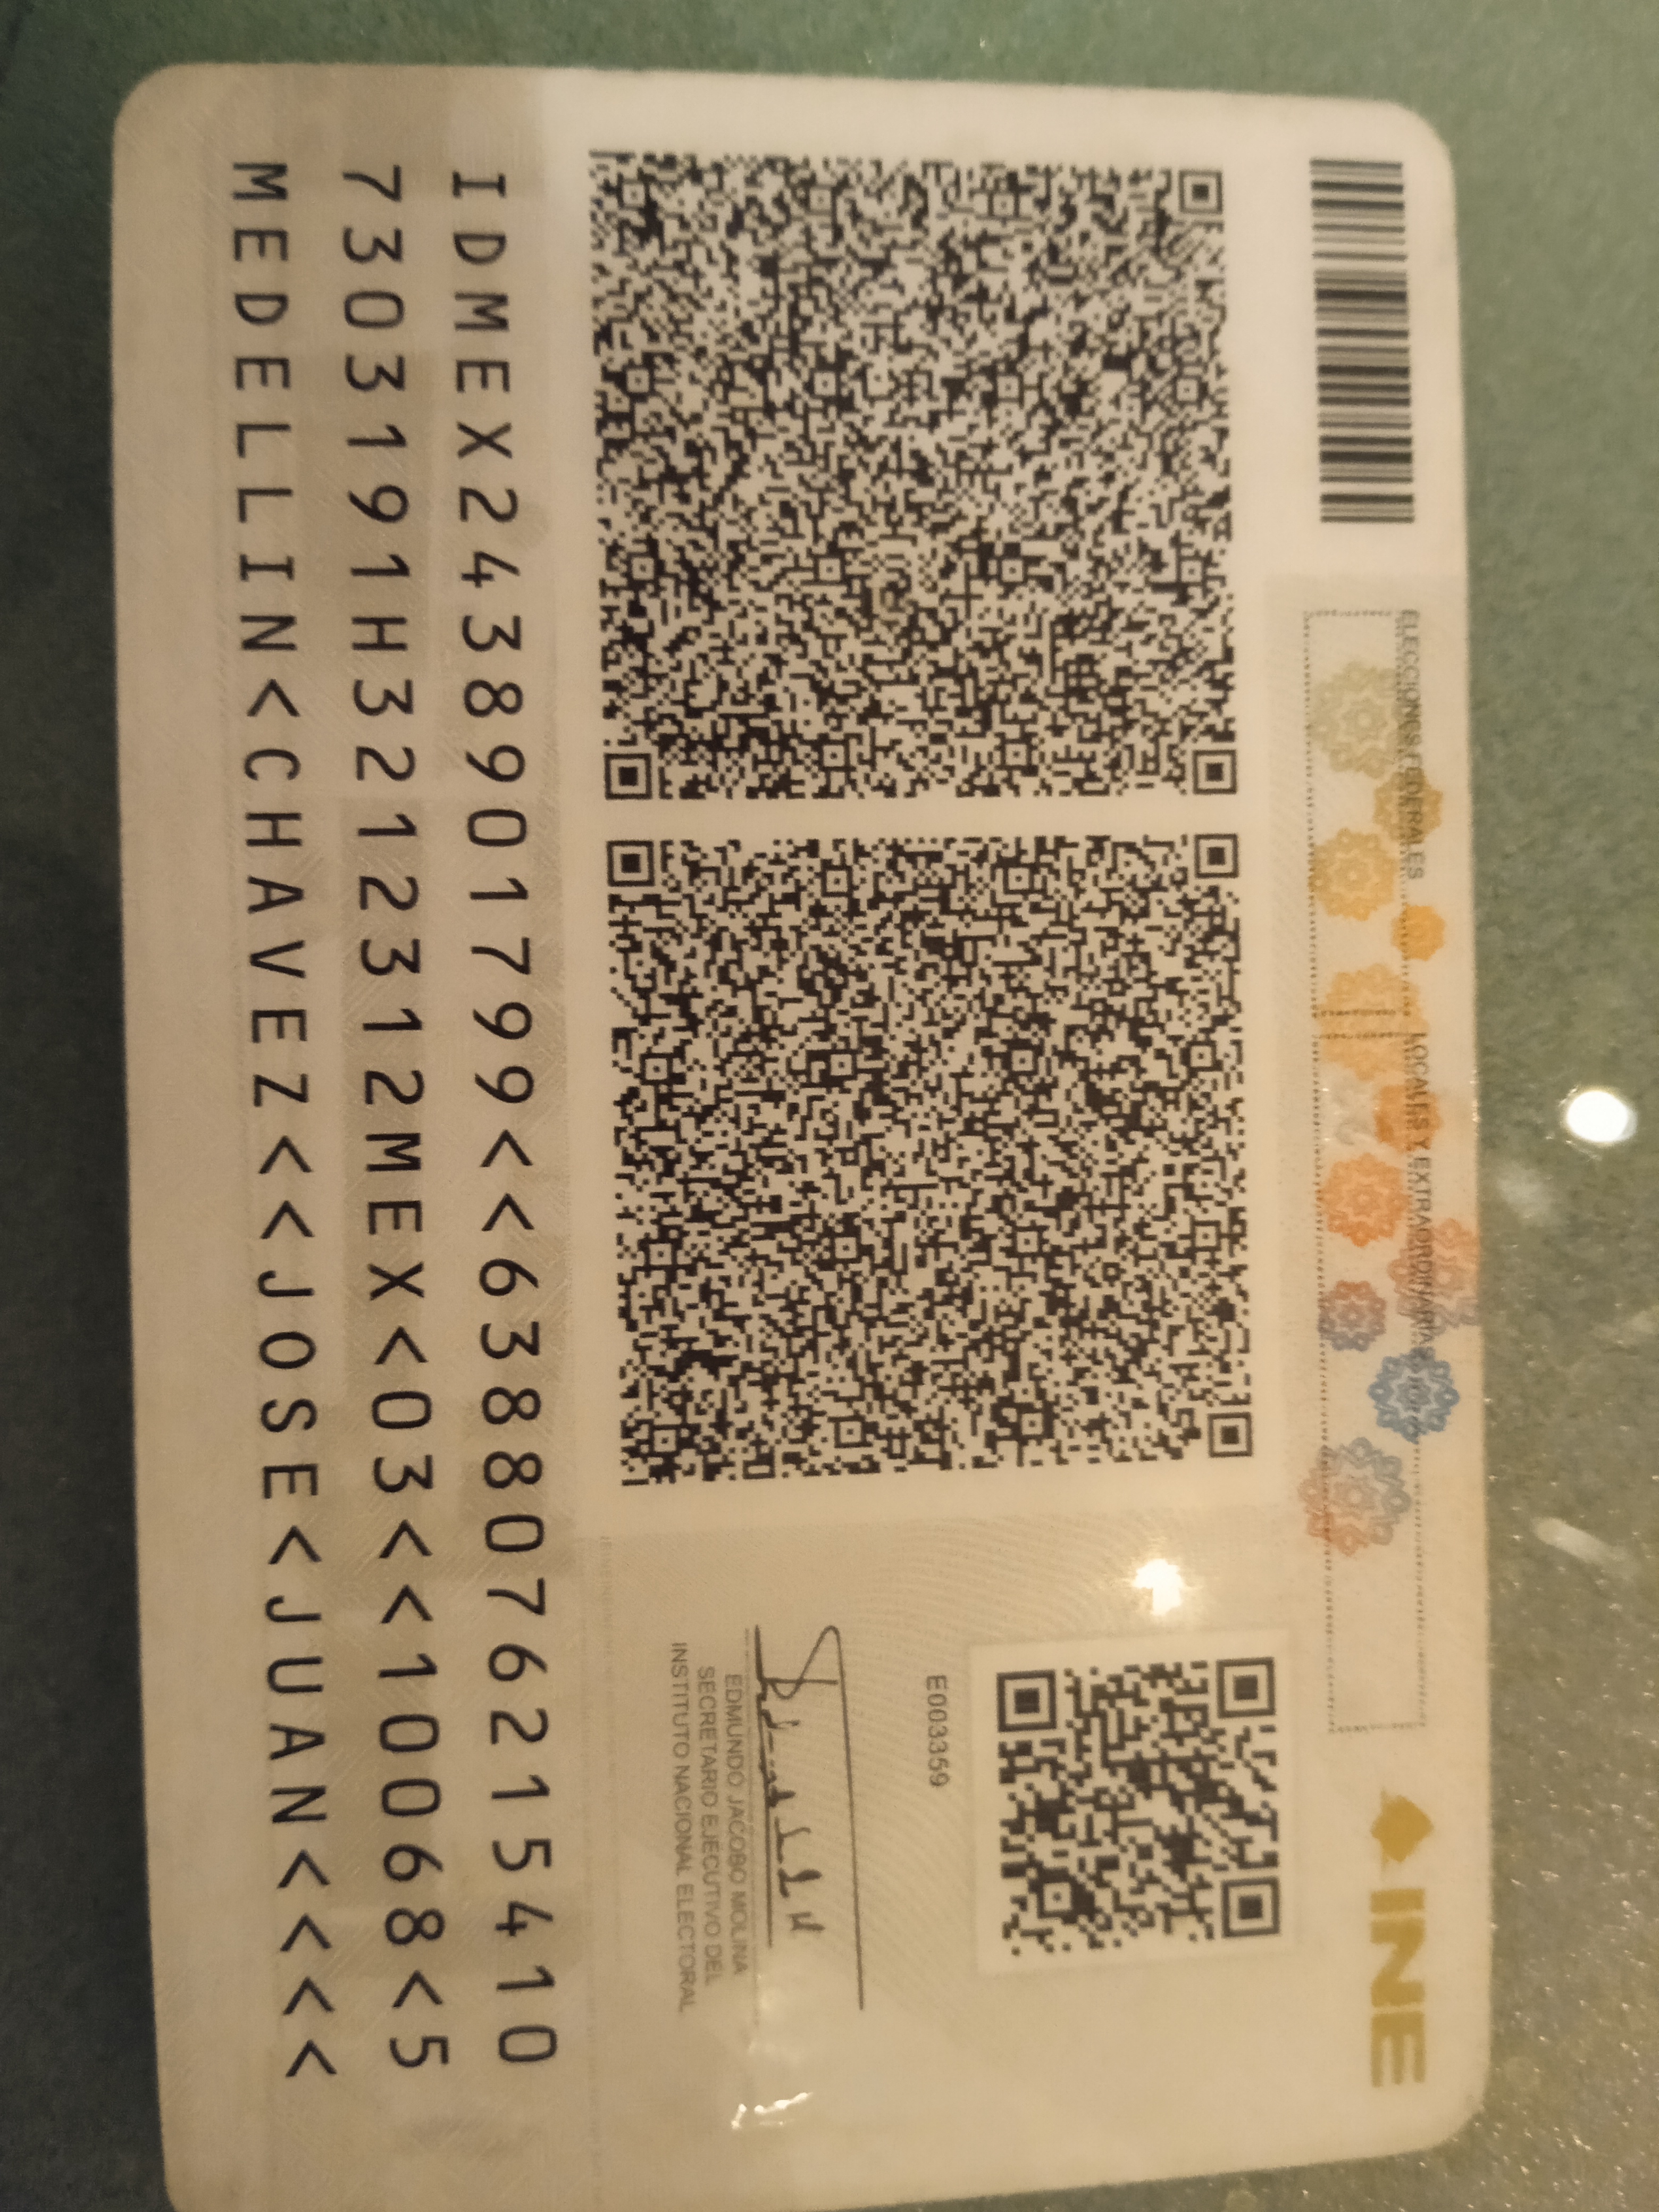 ELECCIONES FEDERALES
LOCALES Y EXTRAORDINARIAS
INE
E003359
EDMUNDO JACOBO MOLINA
SECRETARIO EJECUTIVO DEL
INSTITUTO NACIONAL ELECTORAL
IDMEX2438901799<<6388076215410
7303191H3212312MEX<03<<10068<5
MEDELLIN<CHAVEZ<<JOSE<JUAN<<<<